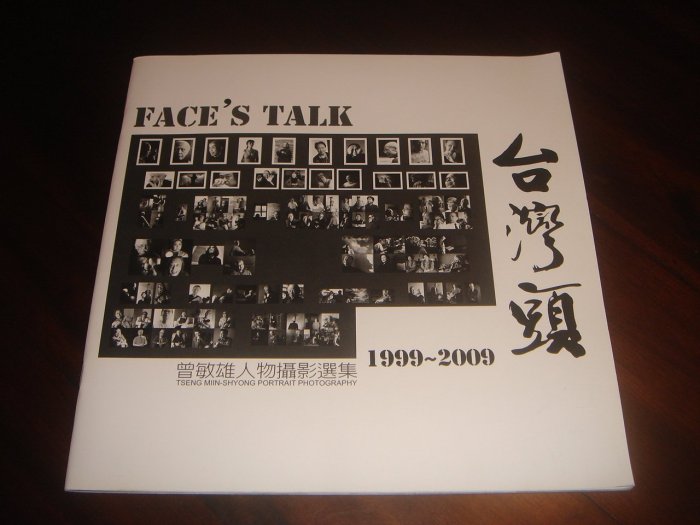 FACE'S TALK
台灣頭
1999~2009
曾敏雄人物攝影選集
TSENG MIIN-SHYONG PORTRAIT PHOTOGRAPHY